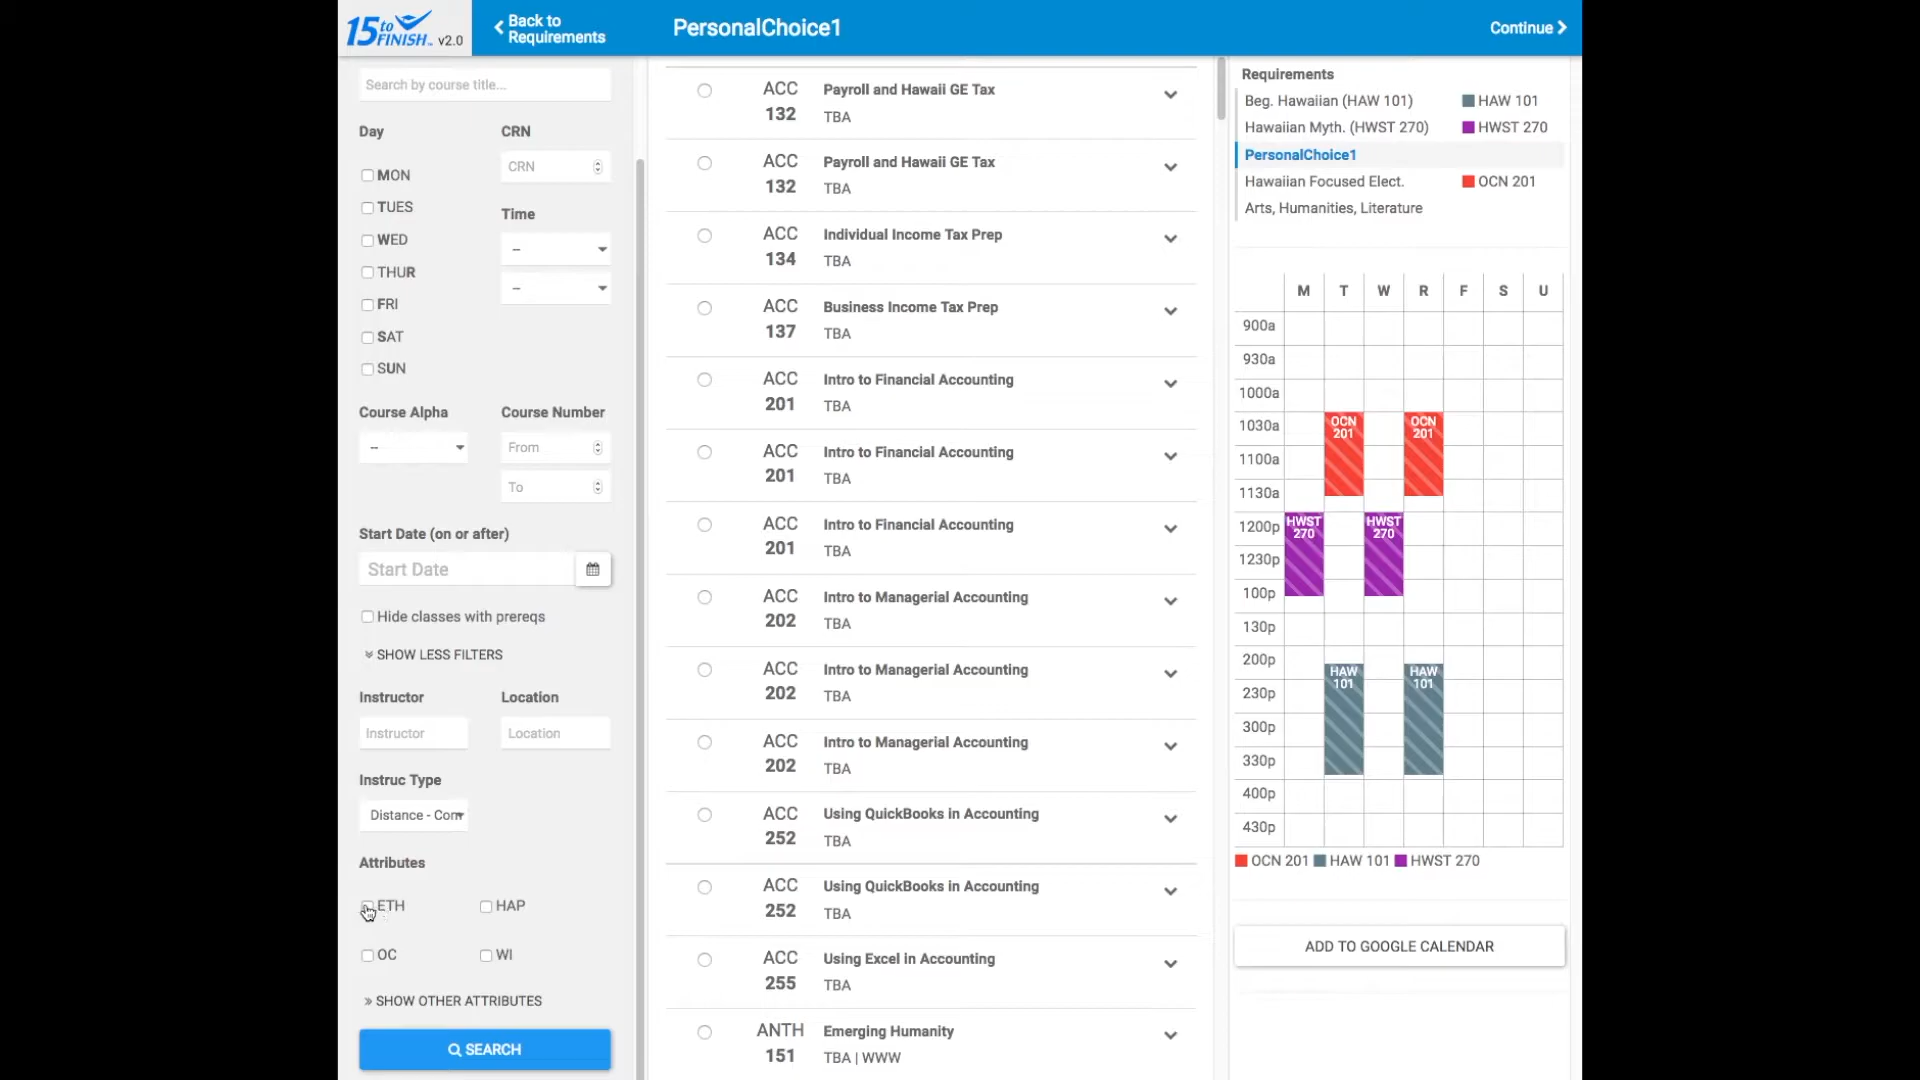 15 to FINISH v2.0
Back to
Requirements
PersonalChoice1
Continue
Search by course title...
Day
CRN
MON
CRN
TUES
Time
WED
--
THUR
--
FRI
SAT
SUN
Course Alpha
Course Number
--
From
To
Start Date (on or after)
Start Date
Hide classes with prereqs
SHOW LESS FILTERS
Instructor
Location
Instructor
Location
Instruc Type
Distance - Com
Attributes
ETH
HAP
OC
WI
SHOW OTHER ATTRIBUTES
SEARCH
ACC 132
Payroll and Hawaii GE Tax
TBA
ACC 132
Payroll and Hawaii GE Tax
TBA
ACC 134
Individual Income Tax Prep
TBA
ACC 137
Business Income Tax Prep
TBA
ACC 201
Intro to Financial Accounting
TBA
ACC 201
Intro to Financial Accounting
TBA
ACC 201
Intro to Financial Accounting
TBA
ACC 202
Intro to Managerial Accounting
TBA
ACC 202
Intro to Managerial Accounting
TBA
ACC 202
Intro to Managerial Accounting
TBA
ACC 252
Using QuickBooks in Accounting
TBA
ACC 252
Using QuickBooks in Accounting
TBA
ACC 255
Using Excel in Accounting
TBA
ANTH 151
Emerging Humanity
TBA | WWW
Requirements
Beg. Hawaiian (HAW 101) HAW 101
Hawaiian Myth. (HWST 270) HWST 270
PersonalChoice1
Hawaiian Focused Elect. OCN 201
Arts, Humanities, Literature
M T W R F S U
900a
930a
1000a
1030a
OCN 201
OCN 201
1100a
1130a
1200p
HWST 270
HWST 270
1230p
100p
130p
200p
HAW 101
HAW 101
230p
300p
330p
400p
430p
OCN 201 HAW 101 HWST 270
ADD TO GOOGLE CALENDAR